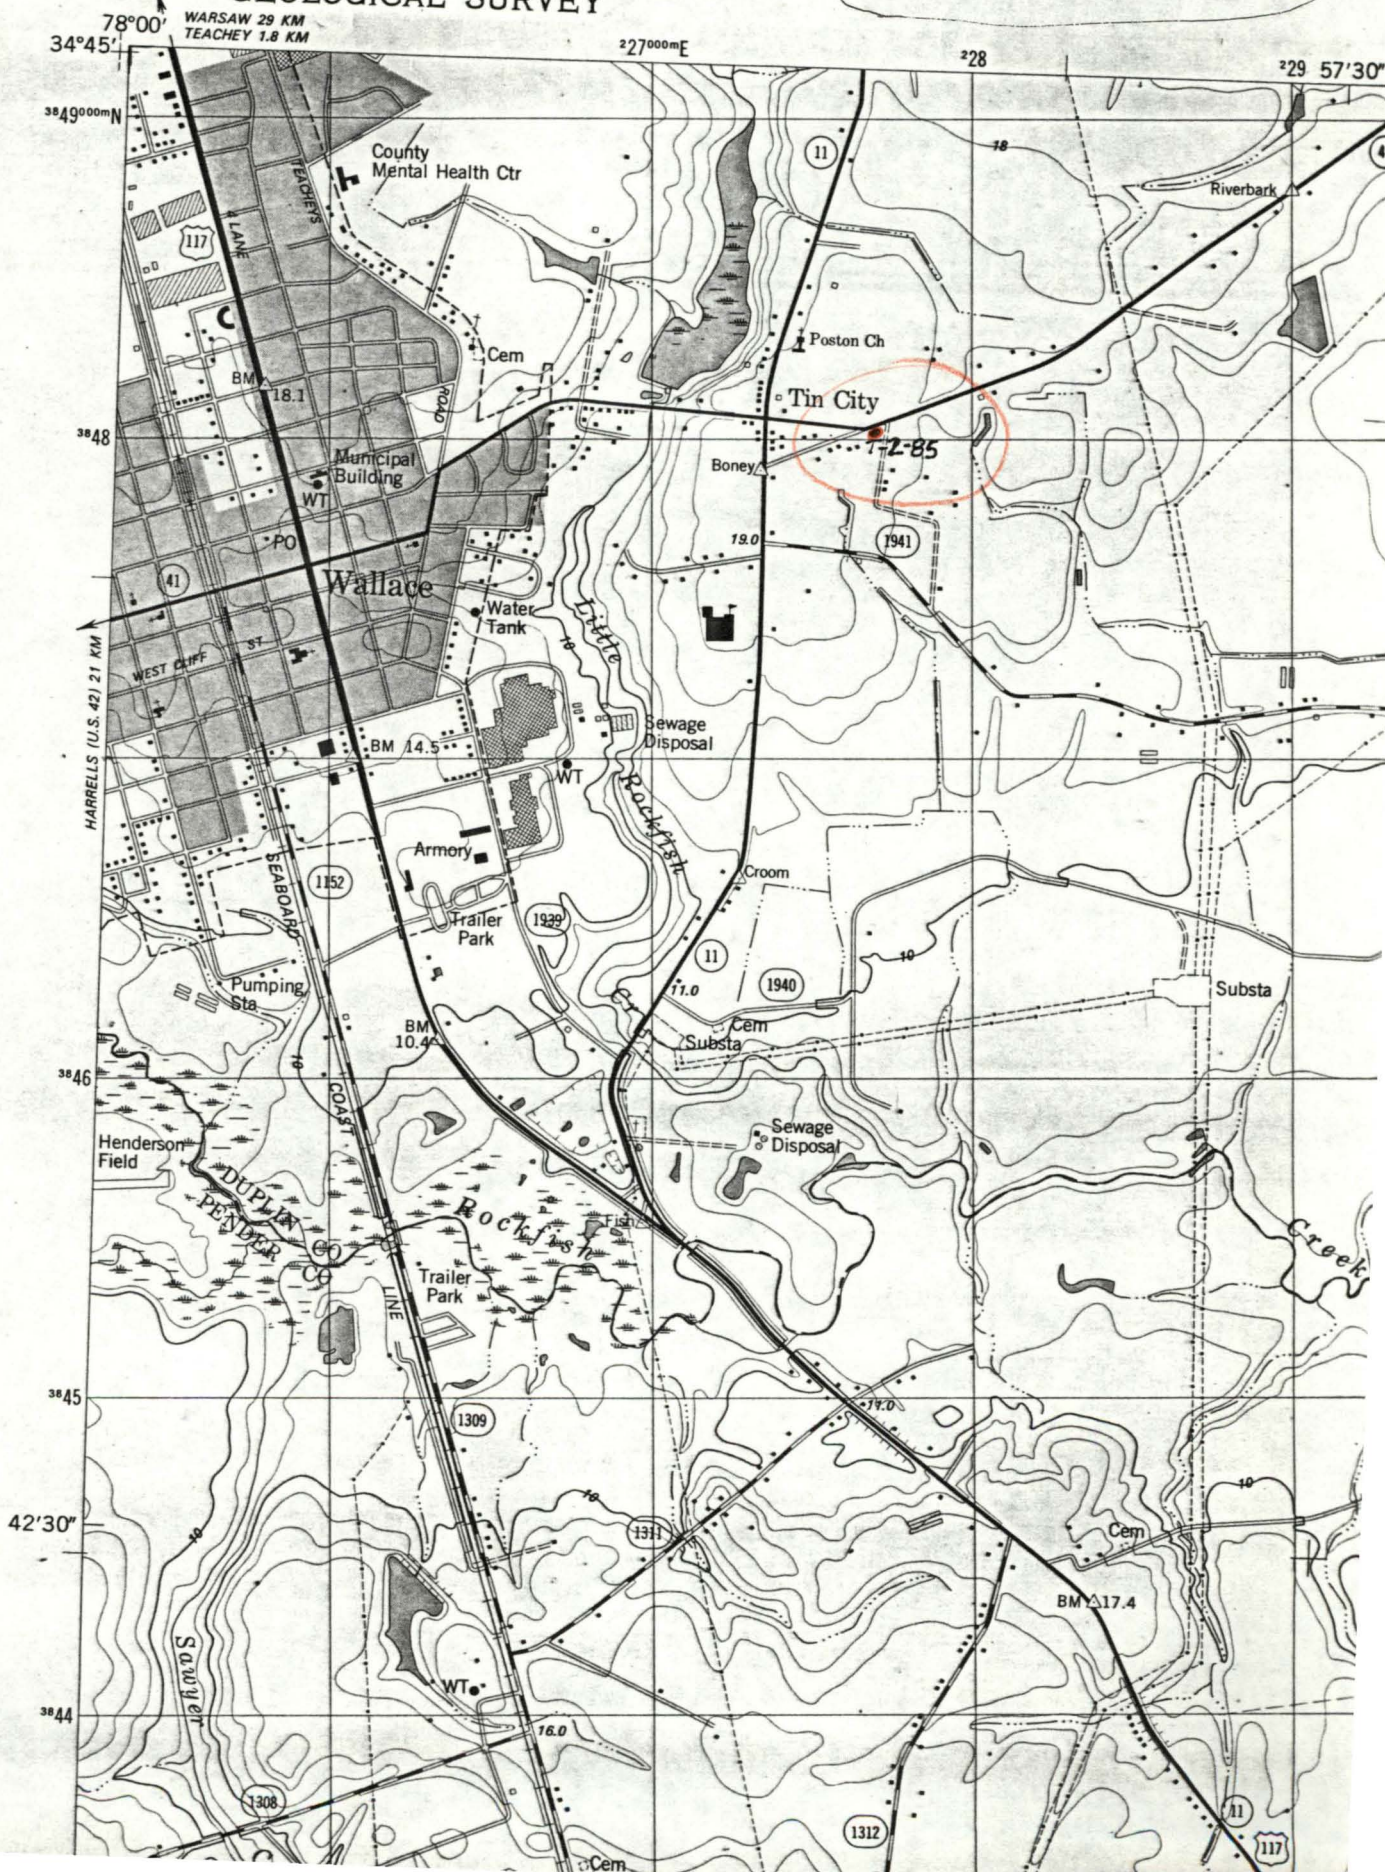 GEOLOGICAL SURVEY
78°00'
WARSAW 29 KM
TEACHEY 1.8 KM
34°45'
227000mE
228
229
57'30"
3849000mN
11
18
County
Mental Health Ctr
TEACHEYS
Riverbark
4 LANE
117
Cem
Poston Ch
BM
18.1
ROAD
Tin City
3848
T-2-85
Municipal
Building
WT
Boney
PO
19.0
1941
41
Wallace
Water
Tank
Little
10
WEST CLIFF
ST
HARRELLS (U.S. 42) 21 KM
BM 14.5
Sewage
Disposal
WT
Rockfish
Armory
Croom
1152
SEABOARD
Trailer
Park
1939
11
10
Pumping
Sta
11.0
1940
Substa
Cem
Substa
BM
10.4
10
3846
COAST
Henderson
Field
Sewage
Disposal
DUPLIN CO
PENDER CO
Rockfish
Fish
Creek
Trailer
Park
LINE
3845
11.0
1309
10
10
42'30"
1311
Cem
BM 17.4
Sawyer
10
WT
3844
16.0
1308
11
1312
117
Cem